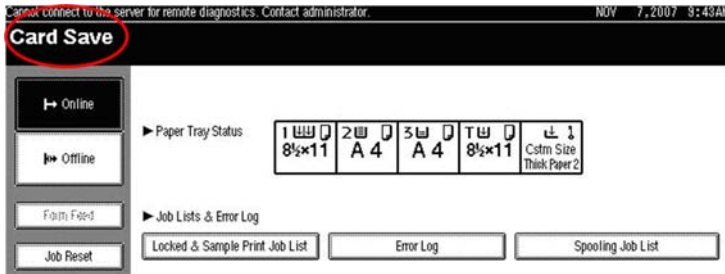 Cannot connect to the server for remote diagnostics. Contact administrator. NOV 7,2007 9:43AM
Card Save
Online
Offline
Form Feed
Job Reset
►Paper Tray Status
1 8½×11
2 A 4
3 A 4
T 8½×11
Cstm Size
Thick Paper 2
►Job Lists & Error Log
Locked & Sample Print Job List Error Log Spooling Job List